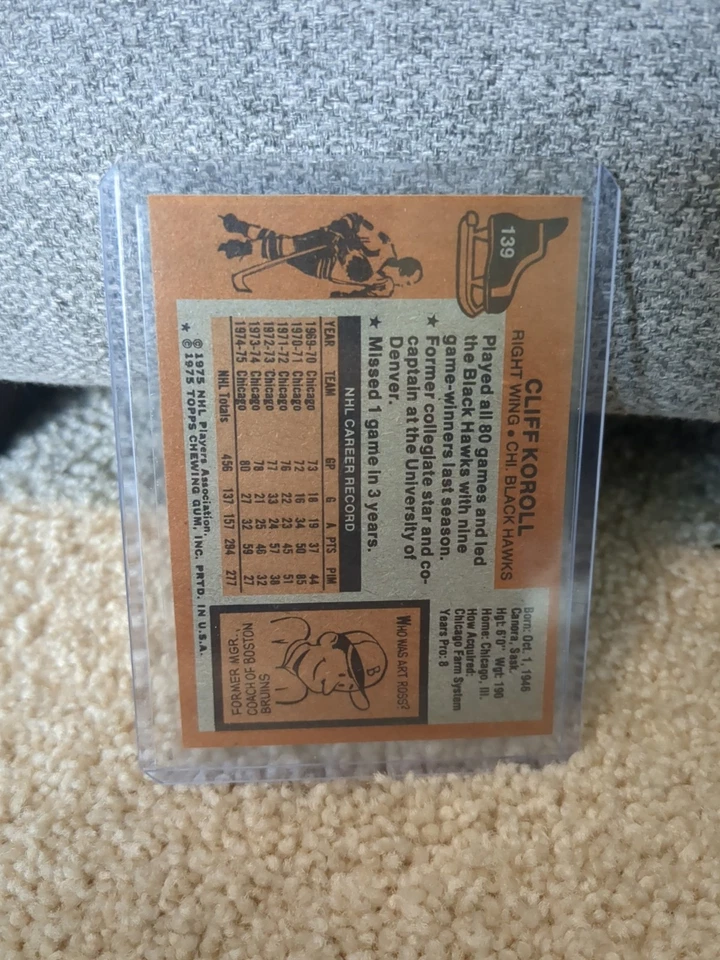 139
CLIFF KOROLL
RIGHT WING • CHI. BLACK HAWKS
Played all 80 games and led
the Black Hawks with nine
game-winners last season.
★ Former collegiate star and co-
captain at the University of
Denver.
★ Missed 1 game in 3 years.
Born: Oct. 1, 1946
Canora, Sask.
Hgt: 6'0" Wgt: 190
Home: Chicago, Ill.
How Acquired:
Chicago Farm System
Years Pro: 8
NHL CAREER RECORD
YEAR TEAM GP G A PTS PIM
1969-70 Chicago 73 18 19 37 44
1970-71 Chicago 72 16 34 50 85
1971-72 Chicago 76 22 23 45 51
1972-73 Chicago 77 33 24 57 38
1973-74 Chicago 78 21 25 46 32
1974-75 Chicago 80 27 32 59 27
NHL Totals 456 137 157 294 277
WHO WAS ART ROSS?
B
FORMER MGR.,
COACH OF BOSTON
BRUINS
© 1975 NHL Players Association,
★ © 1975 TOPPS CHEWING GUM, INC. PRTD. IN U.S.A.